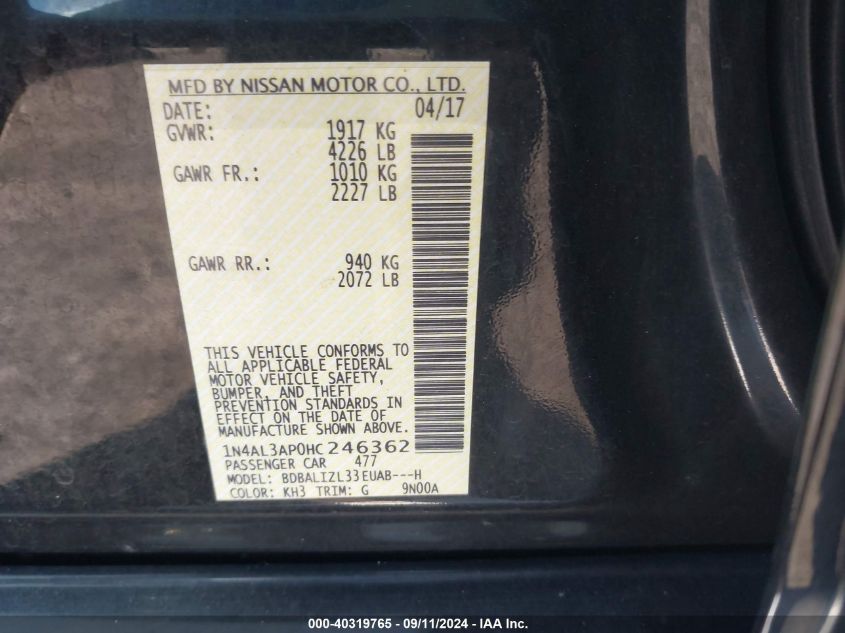 MFD BY NISSAN MOTOR CO., LTD.
DATE: 04/17
GVWR: 1917 KG
4226 LB
GAWR FR.: 1010 KG
2227 LB
GAWR RR.: 940 KG
2072 LB
THIS VEHICLE CONFORMS TO
ALL APPLICABLE FEDERAL
MOTOR VEHICLE SAFETY,
BUMPER, AND THEFT
PREVENTION STANDARDS IN
EFFECT ON THE DATE OF
MANUFACTURE SHOWN ABOVE.
1N4AL3AP0HC246362
PASSENGER CAR 477
MODEL: BDBALIZL33EUAB---H
COLOR: KH3 TRIM: G 9N00A
000-40319765 - 09/11/2024 - IAA Inc.